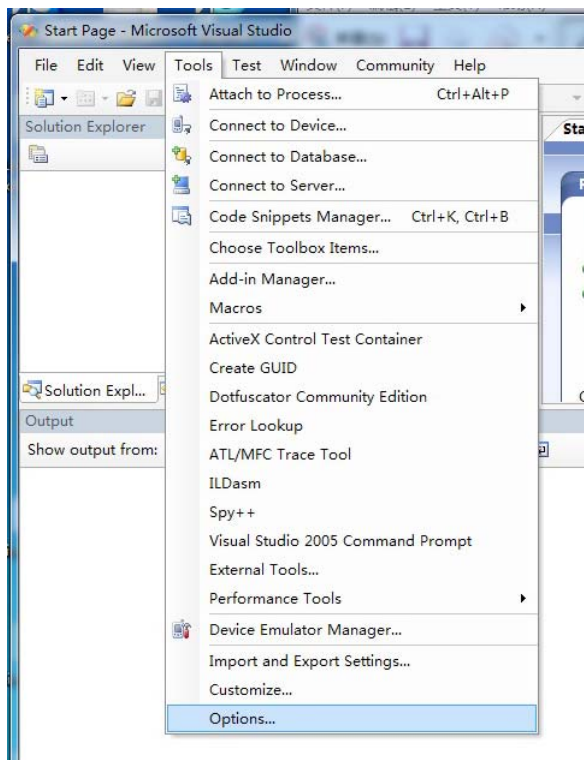 Start Page - Microsoft Visual Studio
File Edit View Tools Test Window Community Help
Attach to Process... Ctrl+Alt+P
Solution Explorer
Connect to Device...
Connect to Database...
Connect to Server...
Code Snippets Manager... Ctrl+K, Ctrl+B
Choose Toolbox Items...
Add-in Manager...
Macros
ActiveX Control Test Container
Create GUID
Solution Expl...
Dotfuscator Community Edition
Output
Error Lookup
Show output from:
ATL/MFC Trace Tool
ILDasm
Spy++
Visual Studio 2005 Command Prompt
External Tools...
Performance Tools
Device Emulator Manager...
Import and Export Settings...
Customize...
Options...